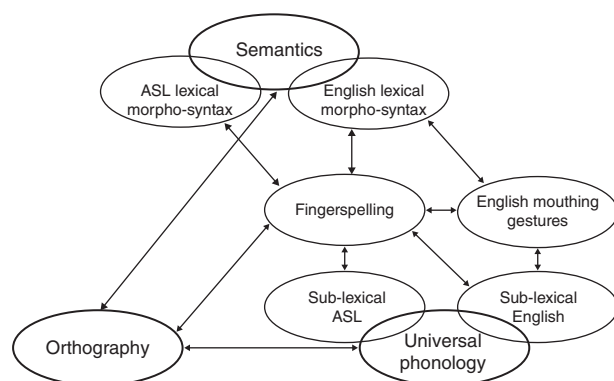 Semantics
ASL lexical
morpho-syntax
English lexical
morpho-syntax
Fingerspelling
English mouthing
gestures
Sub-lexical
ASL
Sub-lexical
English
Orthography
Universal
phonology